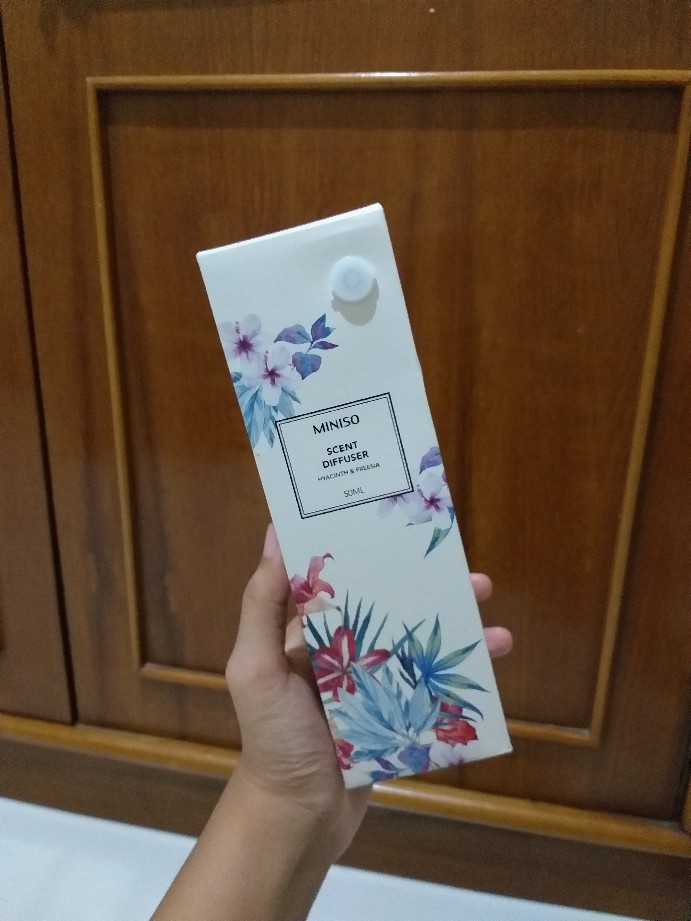 MINISO
SCENT
DIFFUSER
HYACINTH & FREESIA
50ML